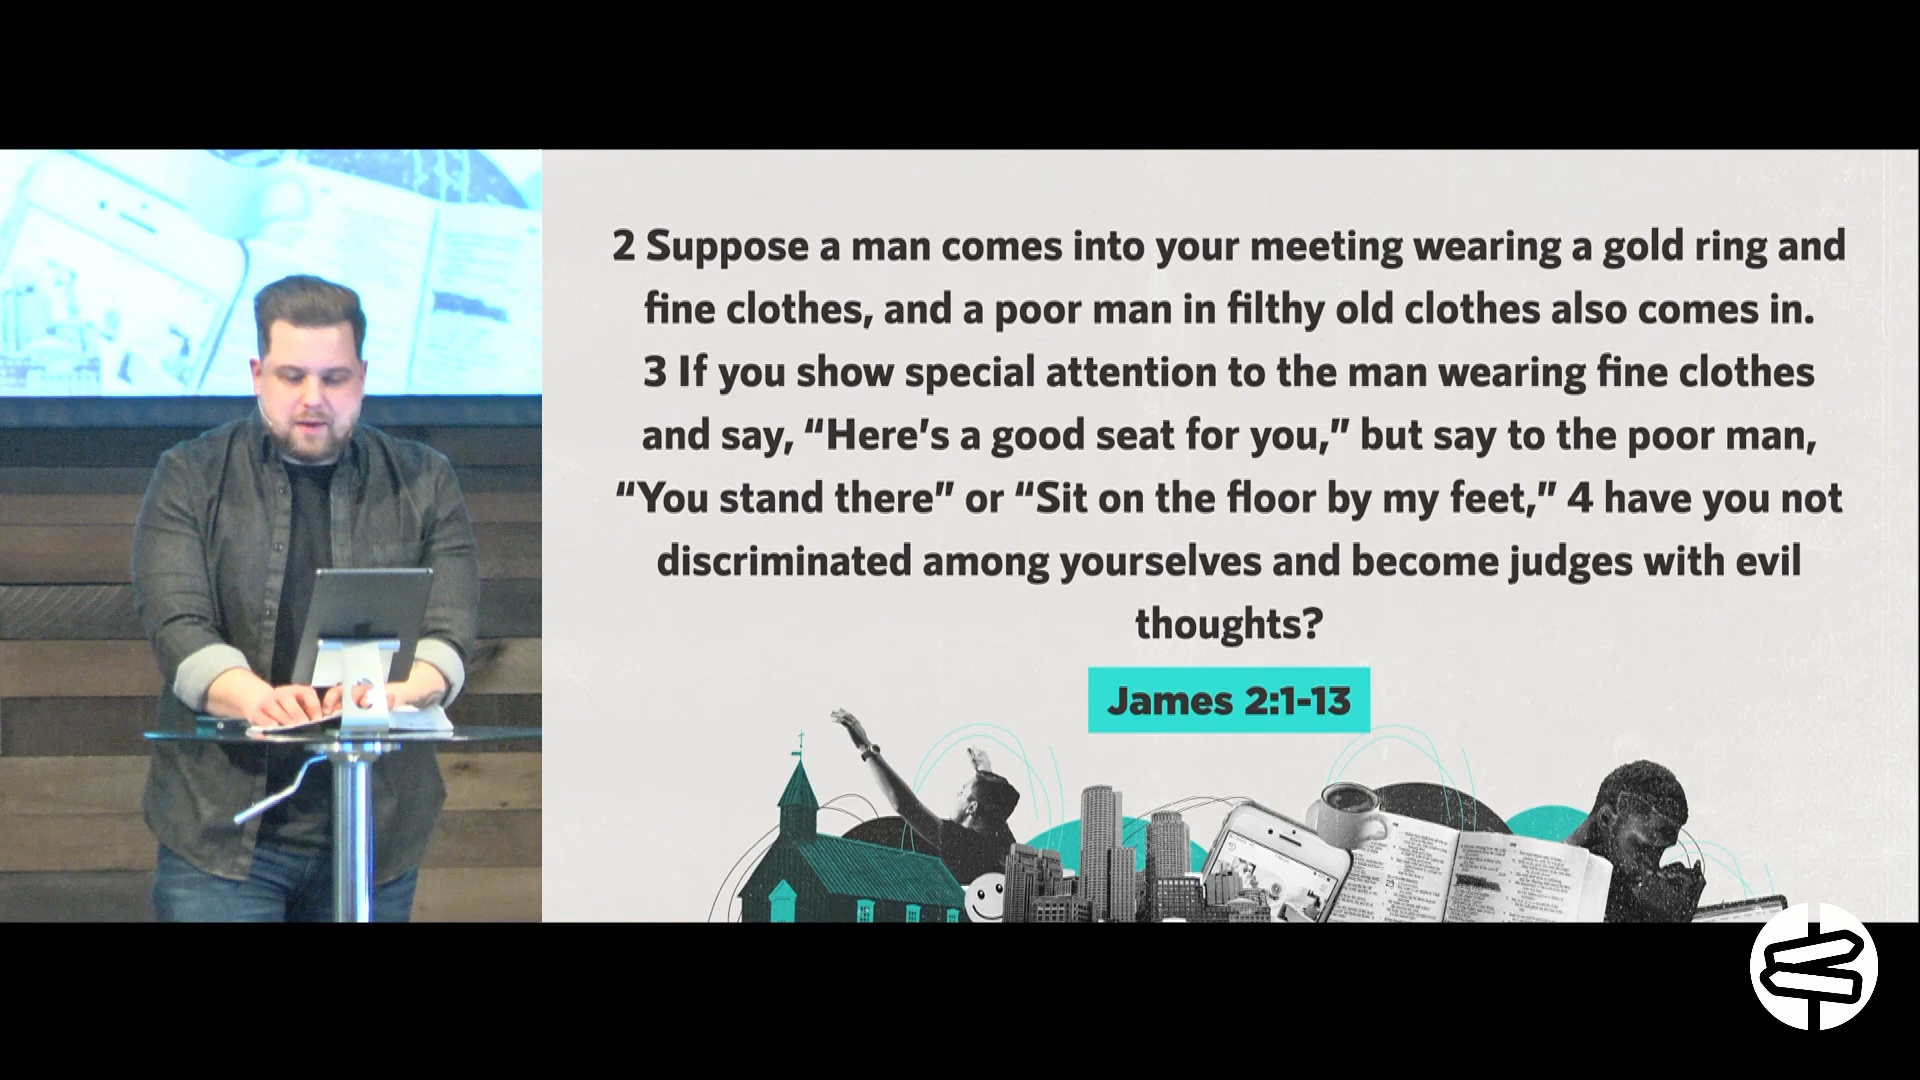 2 Suppose a man comes into your meeting wearing a gold ring and
fine clothes, and a poor man in filthy old clothes also comes in.
3 If you show special attention to the man wearing fine clothes
and say, “Here’s a good seat for you,” but say to the poor man,
“You stand there” or “Sit on the floor by my feet,” 4 have you not
discriminated among yourselves and become judges with evil
thoughts?
James 2:1-13